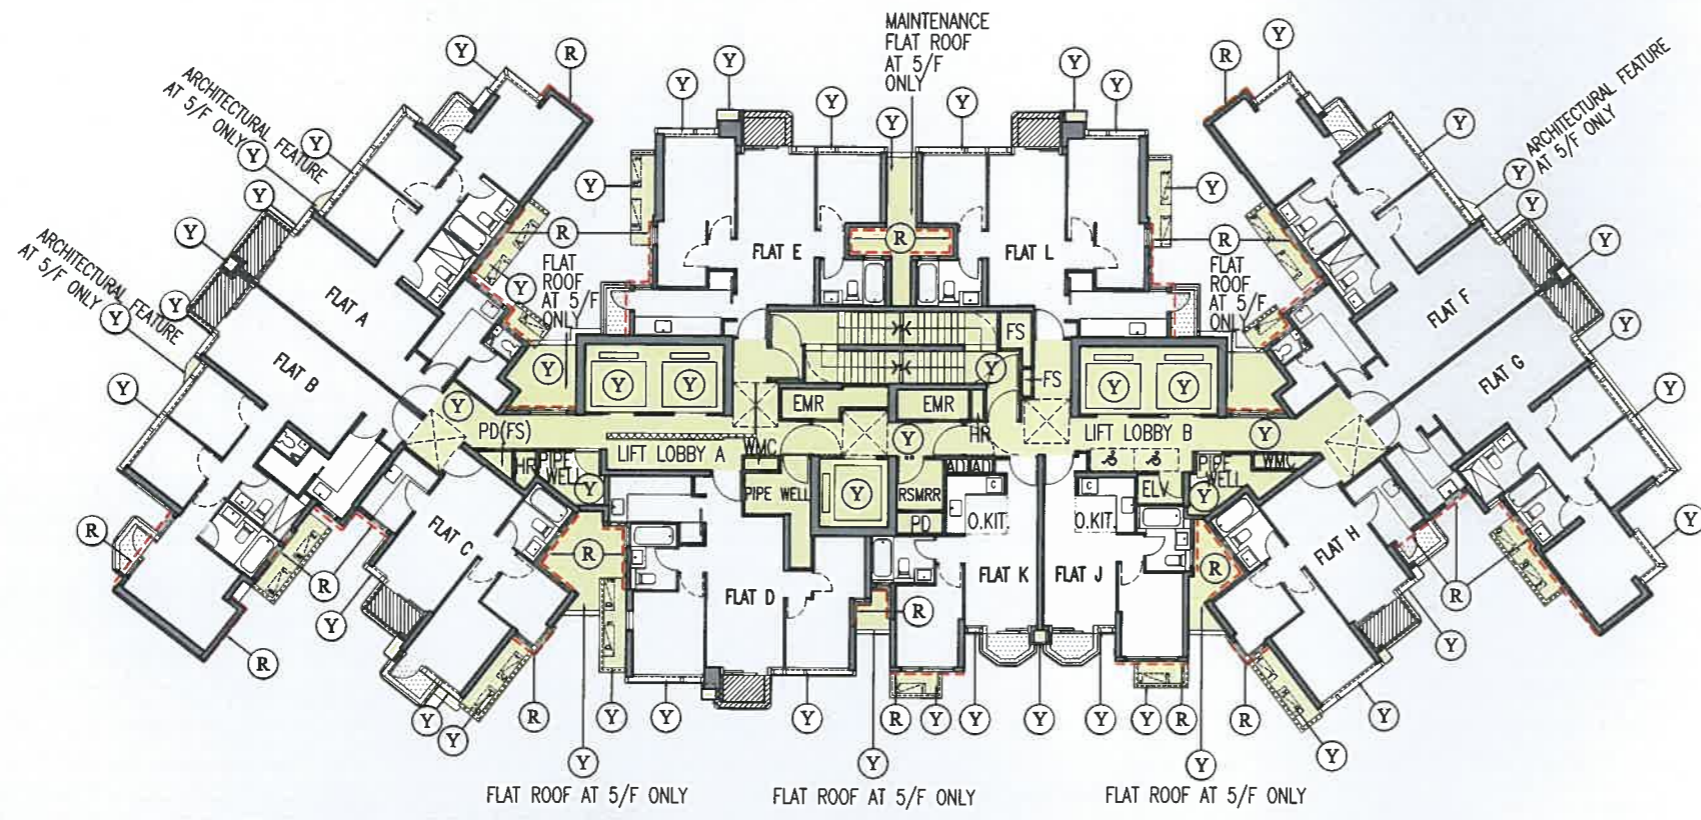 MAINTENANCE
FLAT ROOF
AT 5/F
ONLY
Y
R
Y
Y
Y
Y
R
Y
ARCHITECTURAL FEATURE
AT 5/F ONLY
ARCHITECTURAL FEATURE
AT 5/F ONLY
Y
Y
Y
Y
Y
Y
Y
Y
Y
Y
Y
Y
Y
Y
ARCHITECTURAL FEATURE
AT 5/F ONLY
Y
R
R
R
Y
FLAT E
FLAT L
FLAT
ROOF
AT 5/F
ONLY
FLAT
ROOF
AT 5/F
ONLY
FLAT A
FLAT F
Y
Y
Y
Y
FLAT B
FLAT G
FS
FS
Y
Y
Y
Y
Y
Y
Y
Y
Y
Y
EMR
EMR
PD(FS)
LIFT LOBBY A
WMC
Y
HR
LIFT LOBBY B
Y
HR
PIPE
WELL
Y
PIPE WELL
Y
RSMRR
PD
AD
AD
C
C
O.KIT.
O.KIT.
ELV
PIPE
WELL
WMC
Y
R
FLAT C
R
FLAT D
FLAT K
FLAT J
R
FLAT H
R
R
Y
R
R
Y
Y
R
Y
Y
R
Y
Y
Y
R
Y
Y
Y
Y
Y
R
R
Y
Y
Y
Y
Y
FLAT ROOF AT 5/F ONLY
FLAT ROOF AT 5/F ONLY
FLAT ROOF AT 5/F ONLY